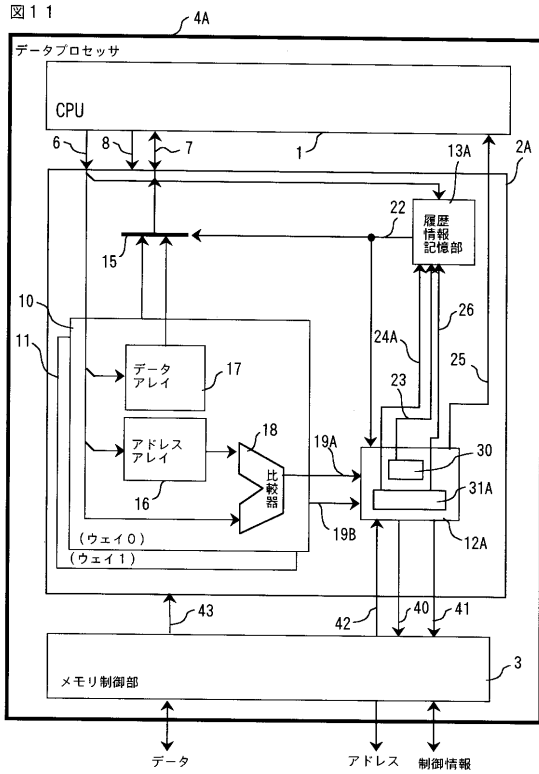 図11
4A
データプロセッサ
CPU
6
8
7
1
2A
13A
履歴
情報
記憶部
22
15
26
10
24A
11
25
データ
アレイ
17
23
18
アドレス
アレイ
比較器
19A
30
16
31A
19B
(ウェイ0)
12A
(ウェイ1)
43
42
40
41
3
メモリ制御部
データ
アドレス
制御情報